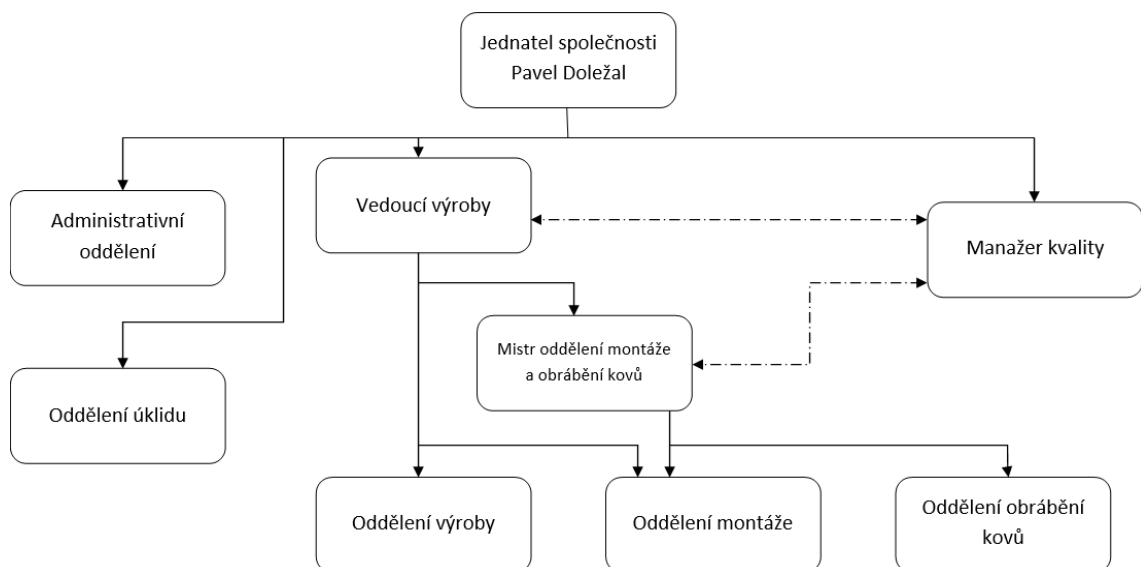 Jednatel společnosti
Pavel Doležal
Vedoucí výroby
Administrativní
oddělení
Manažer kvality
Mistr oddělení montáže
a obrábění kovů
Oddělení úklidu
Oddělení výroby
Oddělení montáže
Oddělení obrábění
kovů